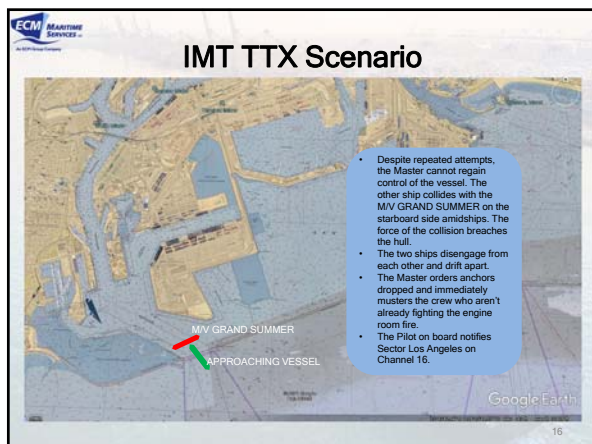 ECM MARITIME
SERVICES
An ECM Group Company
IMT TTX Scenario
• Despite repeated attempts,
the Master cannot regain
control of the vessel. The
other ship collides with the
M/V GRAND SUMMER on the
starboard side amidships. The
force of the collision breaches
the hull.
• The two ships disengage from
each other and drift apart.
• The Master orders anchors
dropped and immediately
musters the crew who aren't
already fighting the engine
room fire.
• The Pilot on board notifies
Sector Los Angeles on
Channel 16.
M/V GRAND SUMMER
APPROACHING VESSEL
Google Earth
16